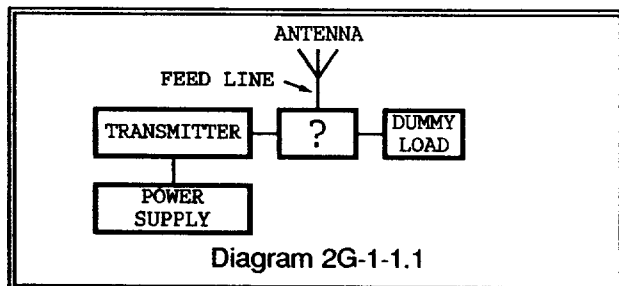 ANTENNA
FEED LINE
TRANSMITTER
?
DUMMY
LOAD
POWER
SUPPLY
Diagram 2G-1-1.1